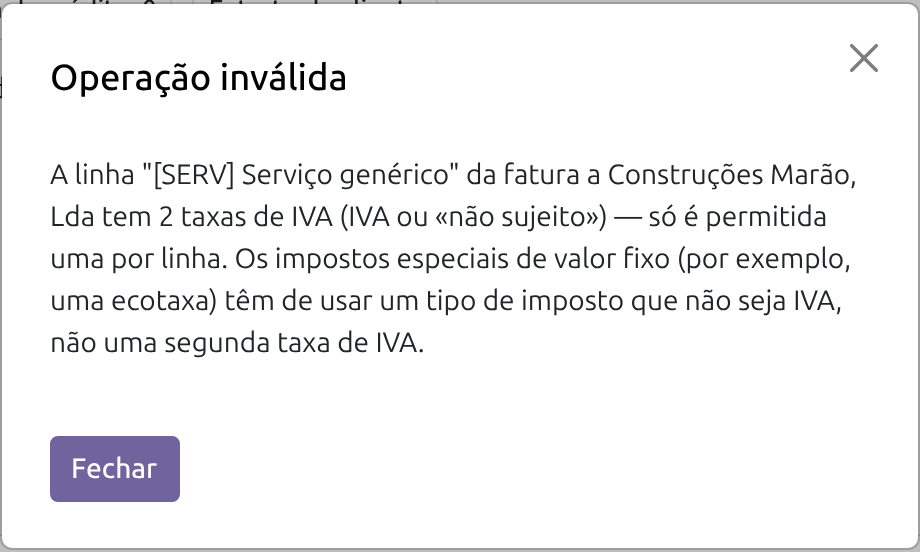 Operação inválida
A linha "[SERV] Serviço genérico" da fatura a Construções Marão,
Lda tem 2 taxas de IVA (IVA ou «não sujeito») — só é permitida
uma por linha. Os impostos especiais de valor fixo (por exemplo,
uma ecotaxa) têm de usar um tipo de imposto que não seja IVA,
não uma segunda taxa de IVA.
Fechar